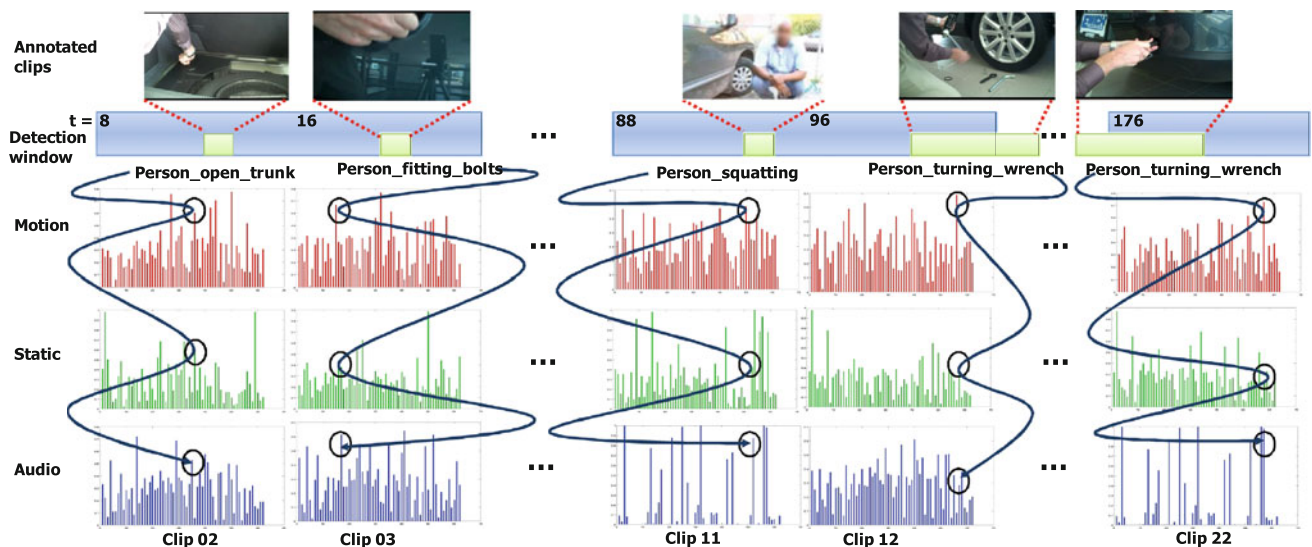 Annotated
clips
t = 8 16 ... 88 96 ... 176
Detection
window
Person_open_trunk Person_fitting_bolts Person_squatting Person_turning_wrench Person_turning_wrench
Motion ... ...
Static ... ...
Audio ... ...
Clip 02 Clip 03 Clip 11 Clip 12 Clip 22